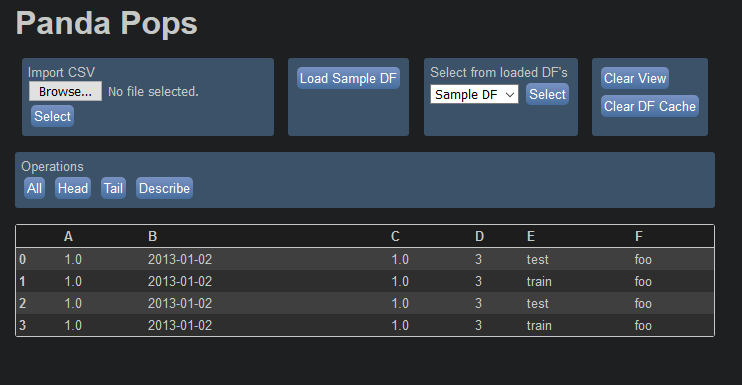 Panda Pops
Import CSV
Browse... No file selected.
Select
Load Sample DF
Select from loaded DF's
Sample DF Select
Clear View
Clear DF Cache
Operations
All Head Tail Describe
A B C D E F
0 1.0 2013-01-02 1.0 3 test foo
1 1.0 2013-01-02 1.0 3 train foo
2 1.0 2013-01-02 1.0 3 test foo
3 1.0 2013-01-02 1.0 3 train foo